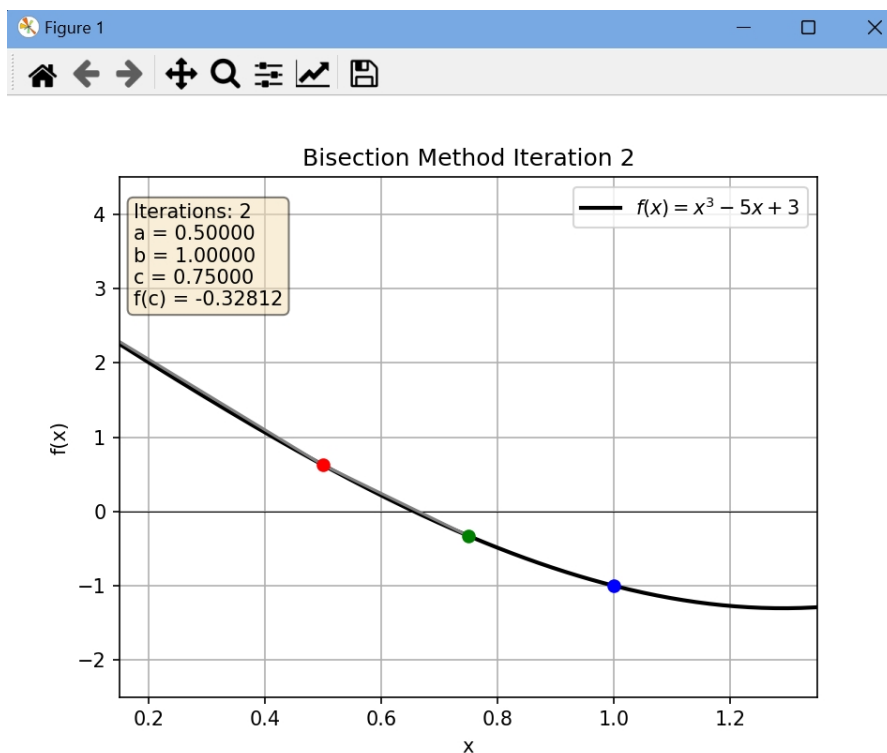 Figure 1
Bisection Method Iteration 2
Iterations: 2
a = 0.50000
b = 1.00000
c = 0.75000
f(c) = -0.32812
f(x) = x³ − 5x + 3
f(x)
4
3
2
1
0
−1
−2
0.2 0.4 0.6 0.8 1.0 1.2
x